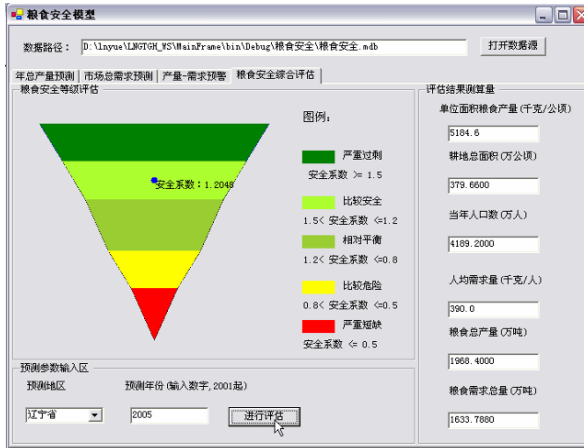 粮食安全模型
数据路径： D:\lnyue\LNGTGH_WS\MainFrame\bin\Debug\粮食安全\粮食安全.mdb 打开数据源
年总产量预测 市场总需求预测 产量-需求预警 粮食安全综合评估
粮食安全等级评估
安全系数：1.2048
图例：
严重过剩
安全系数 >= 1.5
比较安全
1.5< 安全系数 <=1.2
相对平衡
1.2< 安全系数 <=0.8
比较危险
0.8< 安全系数 <=0.5
严重短缺
安全系数 <= 0.5
预测参数输入区
预测地区 预测年份(输入数字,2001起)
辽宁省 2005 进行评估
评估结果测算量
单位面积粮食产量(千克/公顷)
5184.6
耕地总面积(万公顷)
379.6600
当年人口数(万人)
4189.2000
人均需求量(千克/人)
390.0
粮食总产量(万吨)
1968.4000
粮食需求总量(万吨)
1633.7880